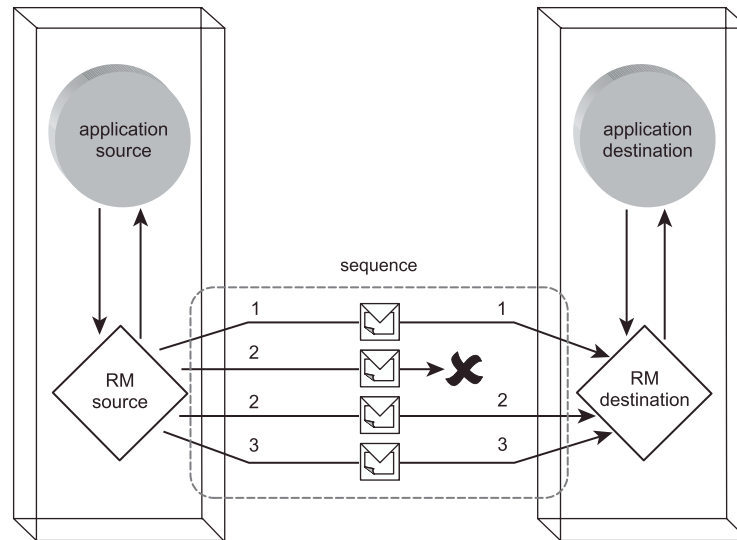 application
source
application
destination
sequence
1
1
2
2
2
3
3
RM
source
RM
destination